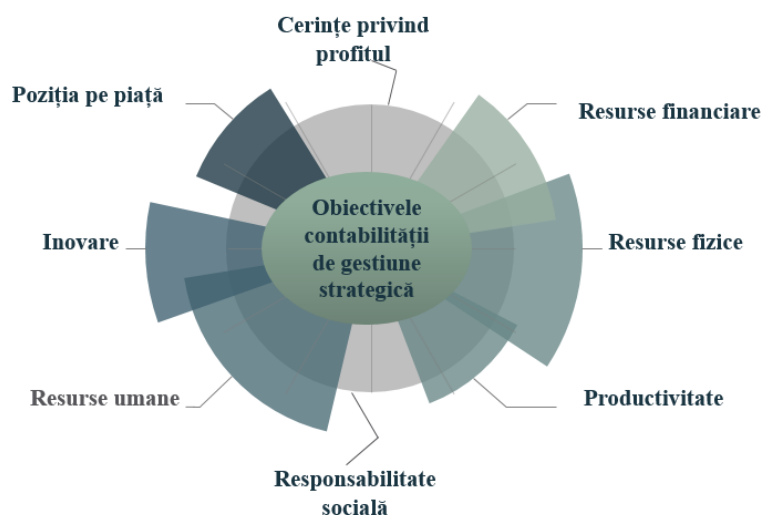 Cerințe privind
profitul
Poziția pe piață
Resurse financiare
Obiectivele
contabilității
de gestiune
strategică
Inovare
Resurse fizice
Resurse umane
Productivitate
Responsabilitate
socială